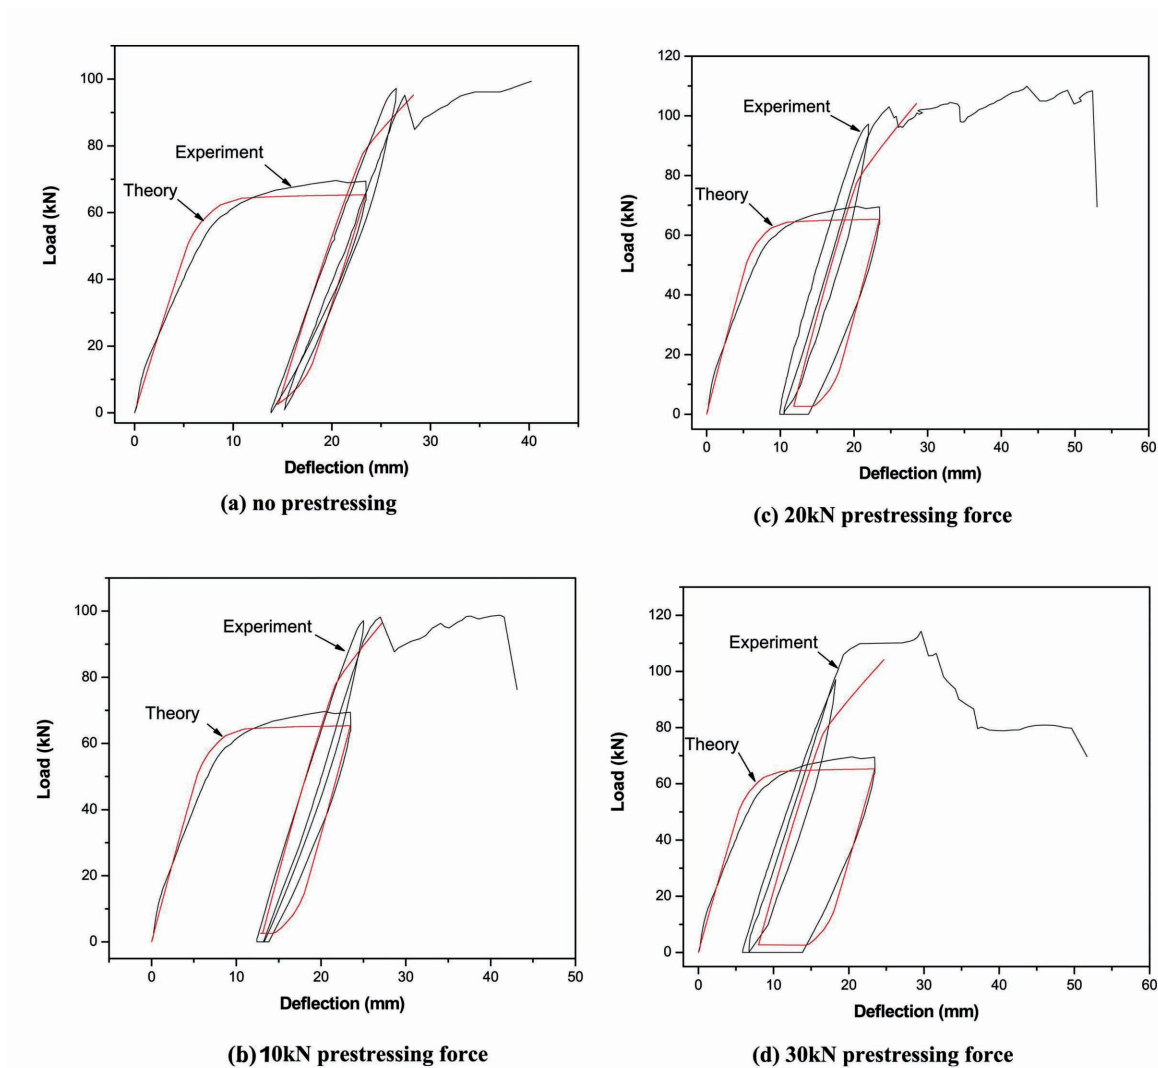 100
80
60
40
20
0
Load (kN)
Experiment
Theory
0
10
20
30
40
Deflection (mm)
(a) no prestressing
120
100
80
60
40
20
0
Load (kN)
Experiment
Theory
0
10
20
30
40
50
60
Deflection (mm)
(c) 20kN prestressing force
100
80
60
40
20
0
Load (kN)
Experiment
Theory
0
10
20
30
40
50
Deflection (mm)
(b) 10kN prestressing force
120
100
80
60
40
20
0
Load (kN)
Experiment
Theory
0
10
20
30
40
50
60
Deflection (mm)
(d) 30kN prestressing force